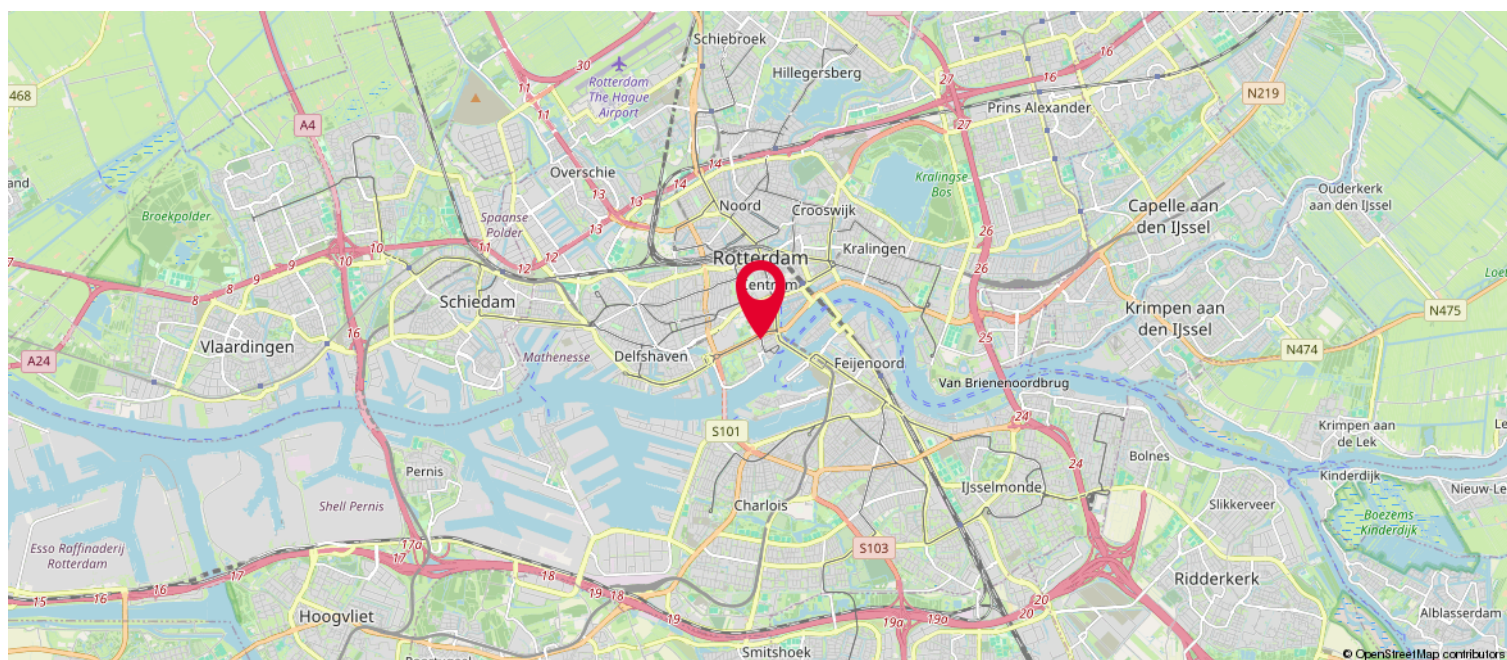 Schiebroek
30
16
Hillegersberg
27
16
468
11
Rotterdam
The Hague
Airport
11
N219
Prins Alexander
A4
27
14
Overschie
14
13
Kralingse
Bos
Ouderkerk
aan den IJssel
Broekpolder
Noord
Crooswijk
Capelle aan
den IJssel
Spaanse
Polder
13
13
26
10
11
Kralingen
10
12
12
Rotterdam
26
9
9
8
8
Centrum
Schiedam
16
Krimpen aan
den IJssel
N475
25
Vlaardingen
Mathenesse
Delfshaven
Feijenoord
N474
A24
Van Brienenoordbrug
24
S101
Krimpen aan
de Lek
24
Bolnes
Pernis
Kinderdijk
IJsselmonde
Nieuw-Le
Shell Pernis
Charlois
Slikkerveer
Boezems
Kinderdijk
17a
S103
Esso Raffinaderij
Rotterdam
17
17
18
Ridderkerk
16
19
18
20
15
16
19
19a
19a
20
Hoogvliet
Alblasserdam
Smitshoek
© OpenStreetMap contributors